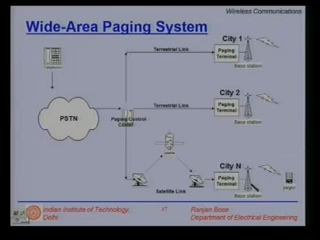 Wireless Communications
Wide-Area Paging System
City 1
Terrestrial Link
Paging
Terminal
Base station
City 2
Terrestrial Link
Paging
Terminal
Base station
PSTN
Paging Control
Center
City N
Paging
Terminal
Base station
pager
Satellite Link
Indian Institute of Technology,
Delhi
Ranjan Bose
Department of Electrical Engineering